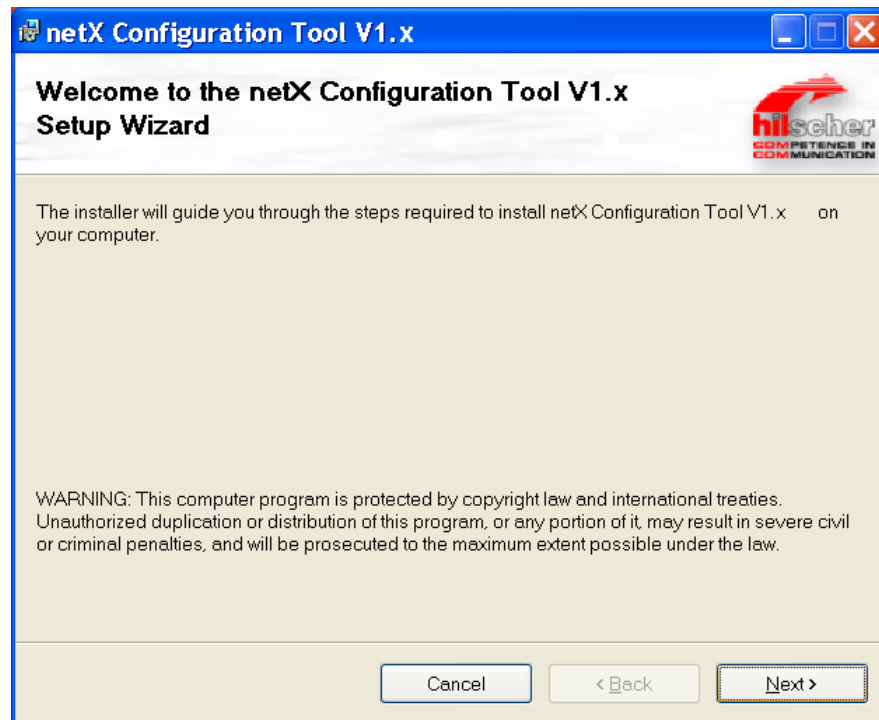 netX Configuration Tool V1.x
Welcome to the netX Configuration Tool V1.x
Setup Wizard
hilscher
COMPETENCE IN
COMMUNICATION
The installer will guide you through the steps required to install netX Configuration Tool V1.x on
your computer.
WARNING: This computer program is protected by copyright law and international treaties.
Unauthorized duplication or distribution of this program, or any portion of it, may result in severe civil
or criminal penalties, and will be prosecuted to the maximum extent possible under the law.
Cancel
< Back
Next >